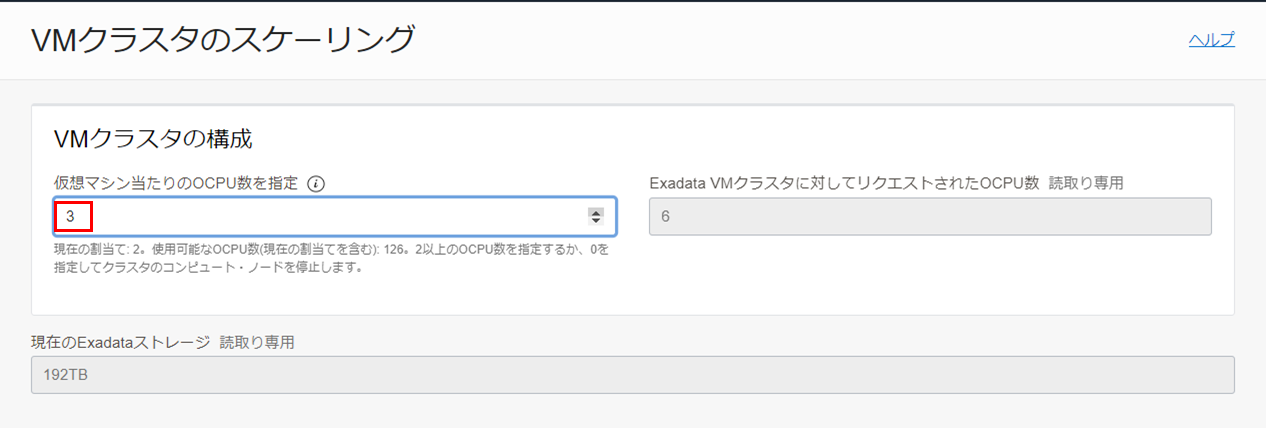 VMクラスタのスケーリング
ヘルプ
VMクラスタの構成
仮想マシン当たりのOCPU数を指定
3
現在の割当て: 2。使用可能なOCPU数(現在の割当てを含む): 126。2以上のOCPU数を指定するか、0を
指定してクラスタのコンピュート・ノードを停止します。
Exadata VMクラスタに対してリクエストされたOCPU数 読取り専用
6
現在のExadataストレージ 読取り専用
192TB